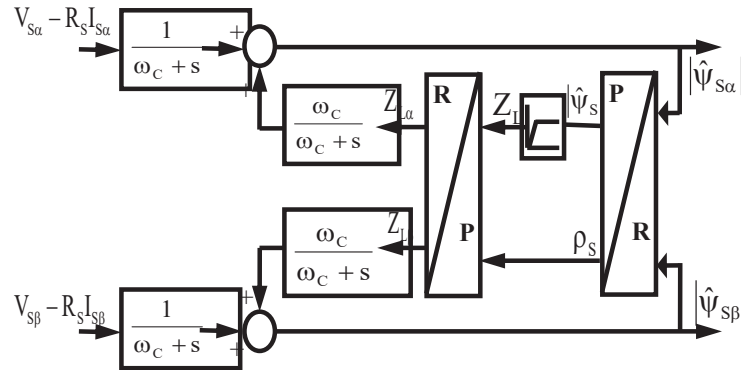 V_Sα – R_S I_Sα
1
ω_C + s
+
+
|ψ̂_Sα|
ω_C
ω_C + s
Z_Lα
R
P
Z_L
|ψ̂_S|
P
R
ρ_S
ω_C
ω_C + s
Z_L
V_Sβ – R_S I_Sβ
1
ω_C + s
+
+
|ψ̂_Sβ|